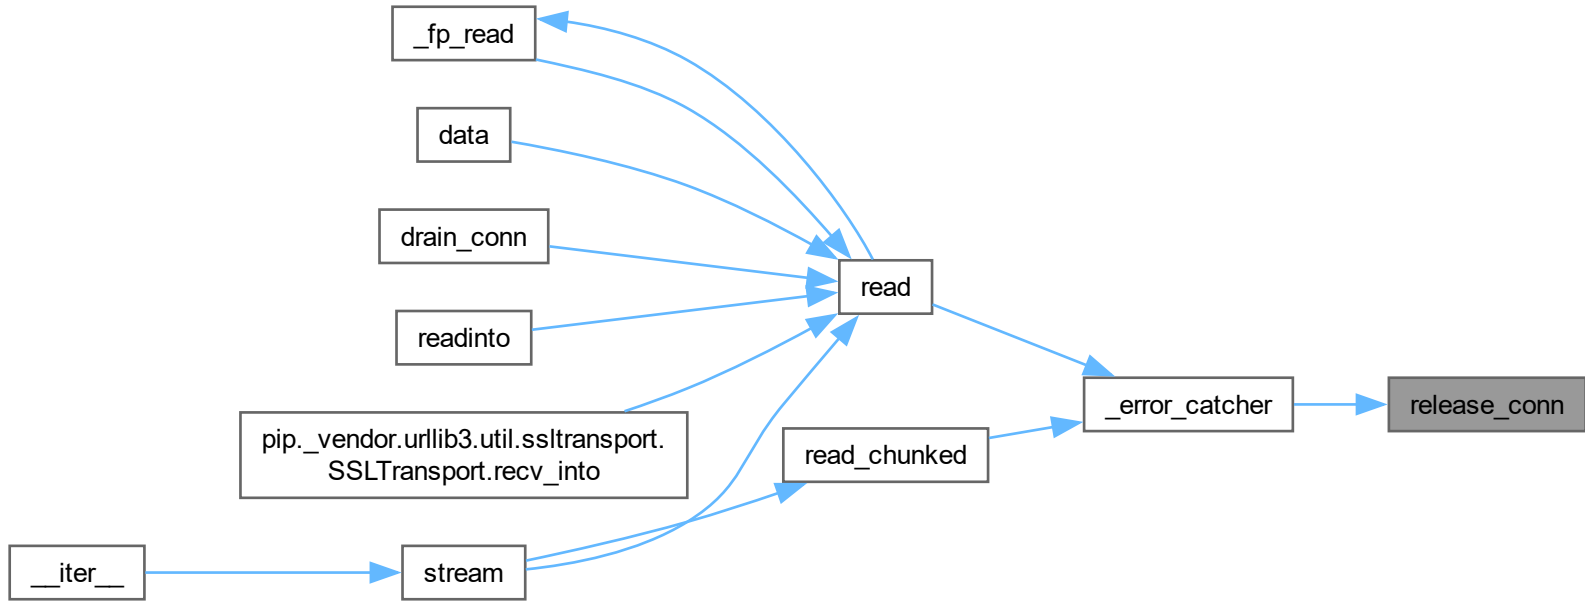 _fp_read
data
drain_conn
read
readinto
_error_catcher
release_conn
pip._vendor.urllib3.util.ssltransport.
SSLTransport.recv_into
read_chunked
__iter__
stream